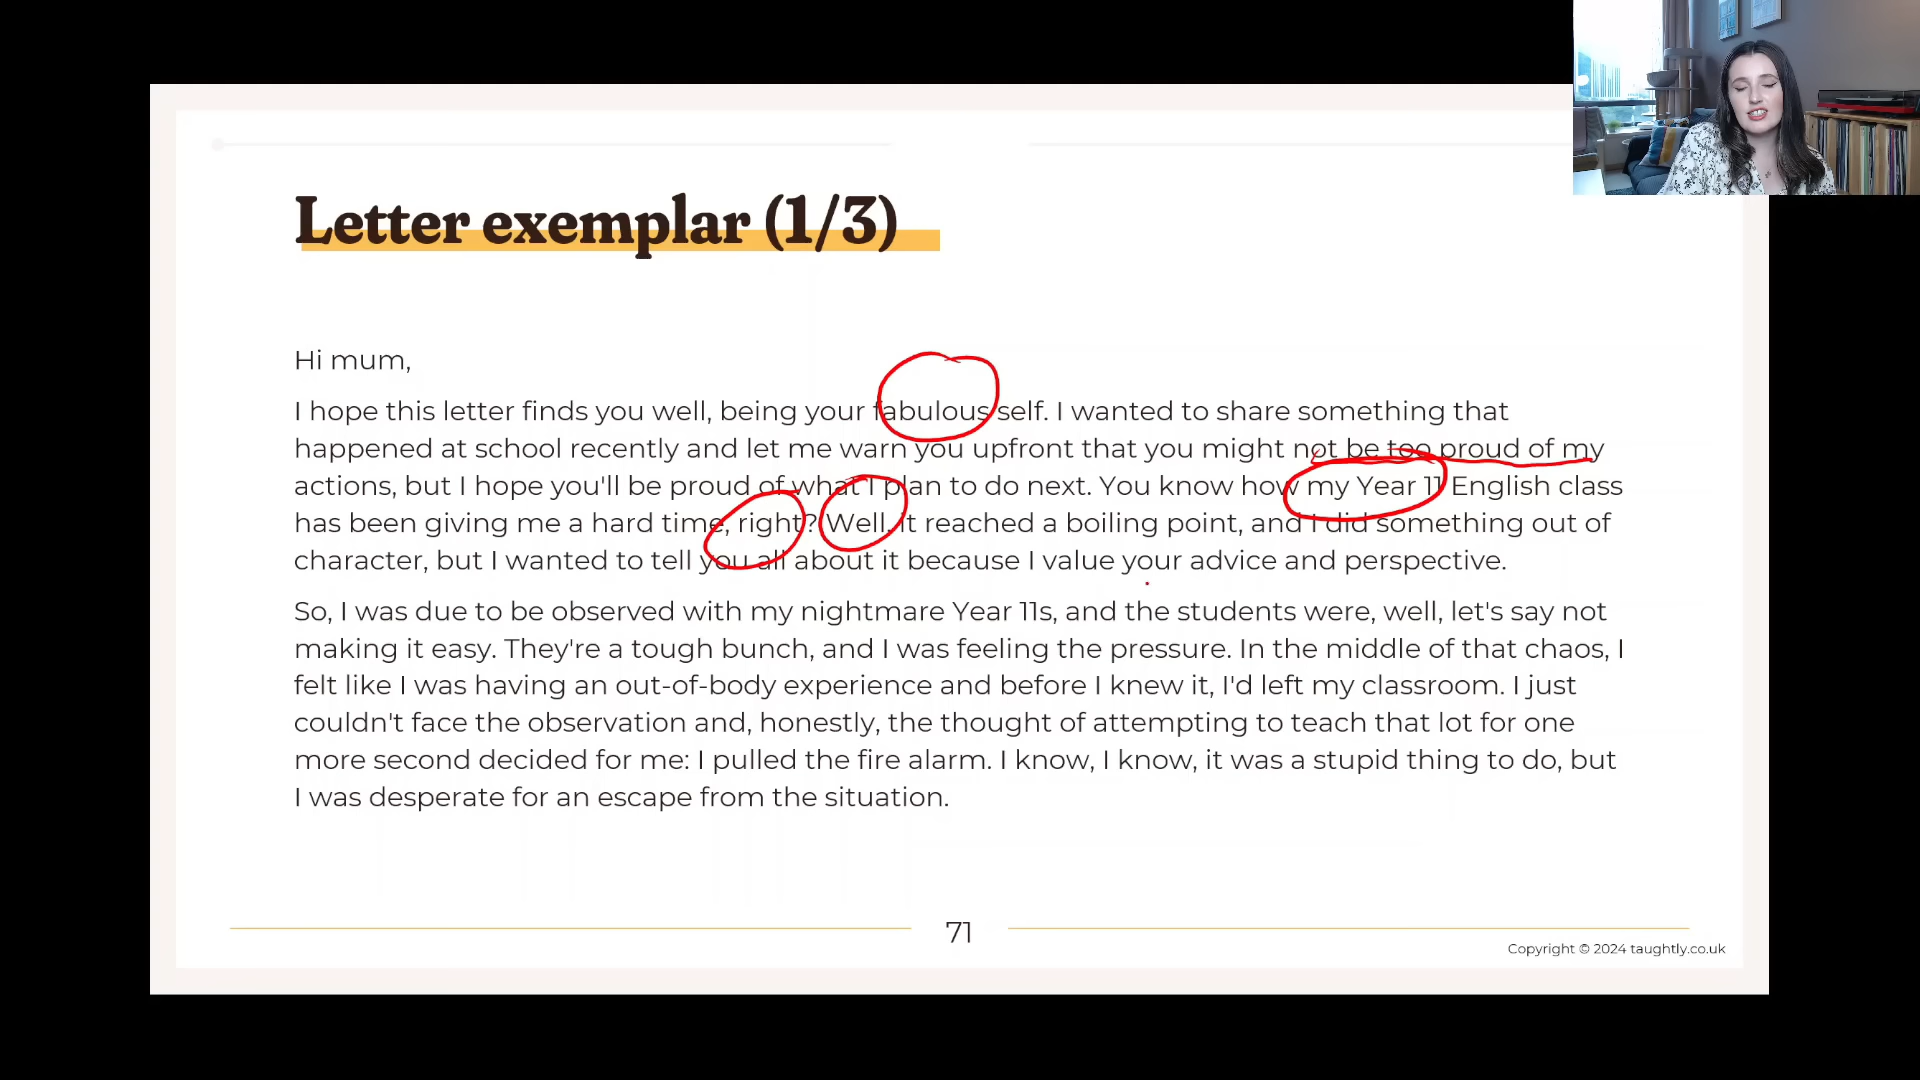 Letter exemplar (1/3)
Hi mum,
I hope this letter finds you well, being your fabulous self. I wanted to share something that
happened at school recently and let me warn you upfront that you might not be too proud of my
actions, but I hope you'll be proud of what I plan to do next. You know how my Year 11 English class
has been giving me a hard time, right? Well, it reached a boiling point, and I did something out of
character, but I wanted to tell you all about it because I value your advice and perspective.
So, I was due to be observed with my nightmare Year 11s, and the students were, well, let's say not
making it easy. They're a tough bunch, and I was feeling the pressure. In the middle of that chaos, I
felt like I was having an out-of-body experience and before I knew it, I'd left my classroom. I just
couldn't face the observation and, honestly, the thought of attempting to teach that lot for one
more second decided for me: I pulled the fire alarm. I know, I know, it was a stupid thing to do, but
I was desperate for an escape from the situation.
71
Copyright © 2024 taughtly.co.uk